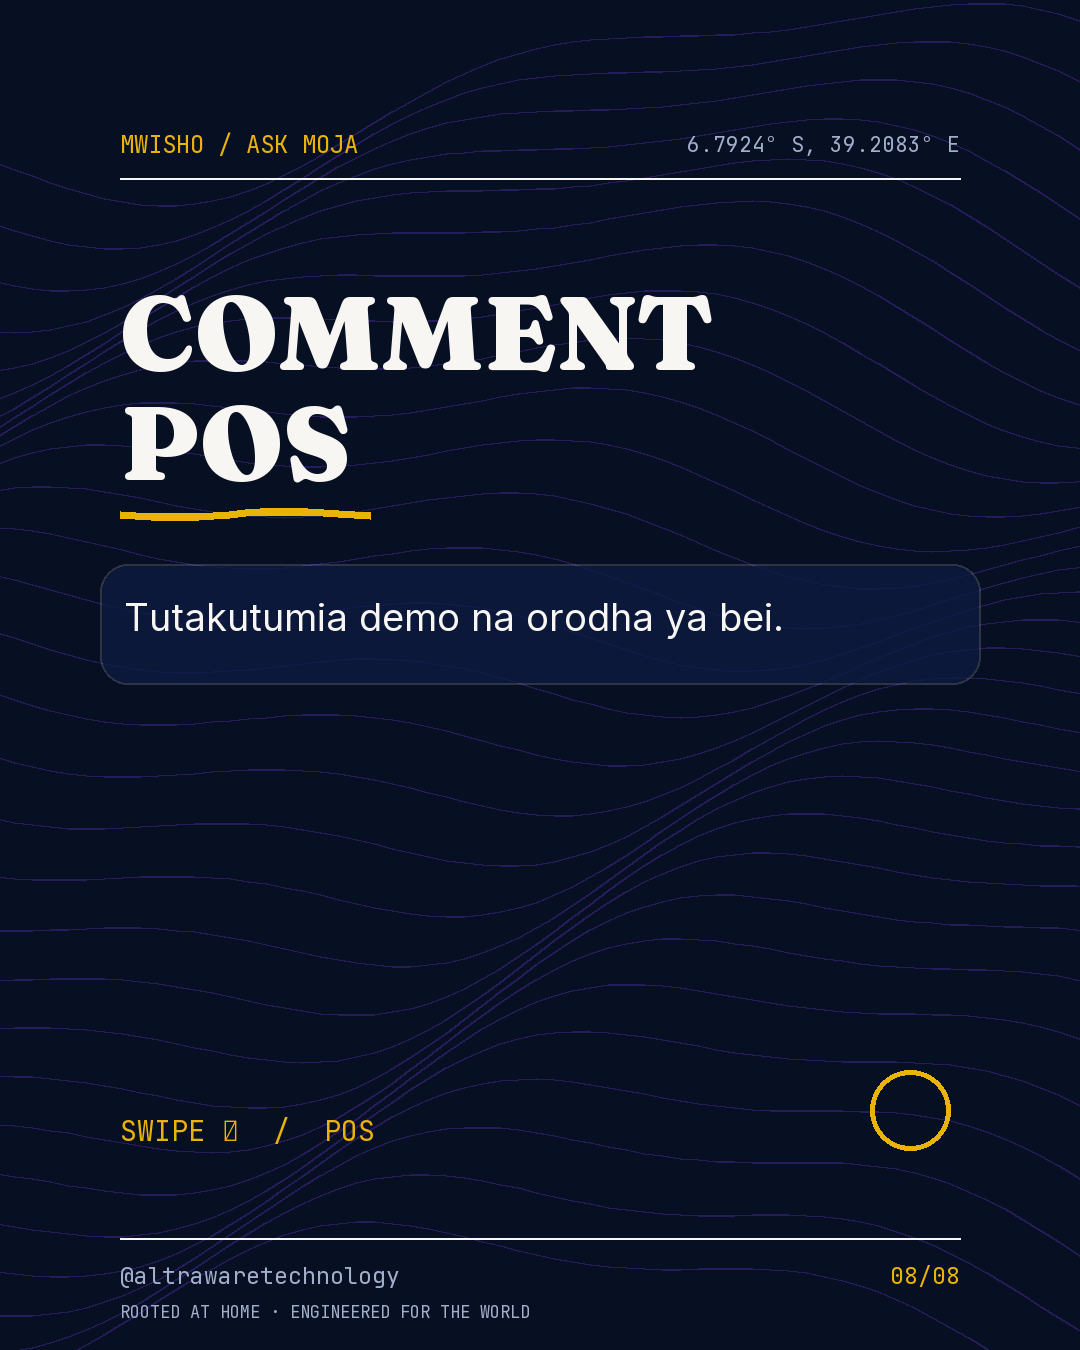 MWISHO / ASK MOJA
6.7924° S, 39.2083° E
COMMENT
POS
Tutakutumia demo na orodha ya bei.
SWIPE / POS
@altrawaretechnology
08/08
ROOTED AT HOME · ENGINEERED FOR THE WORLD